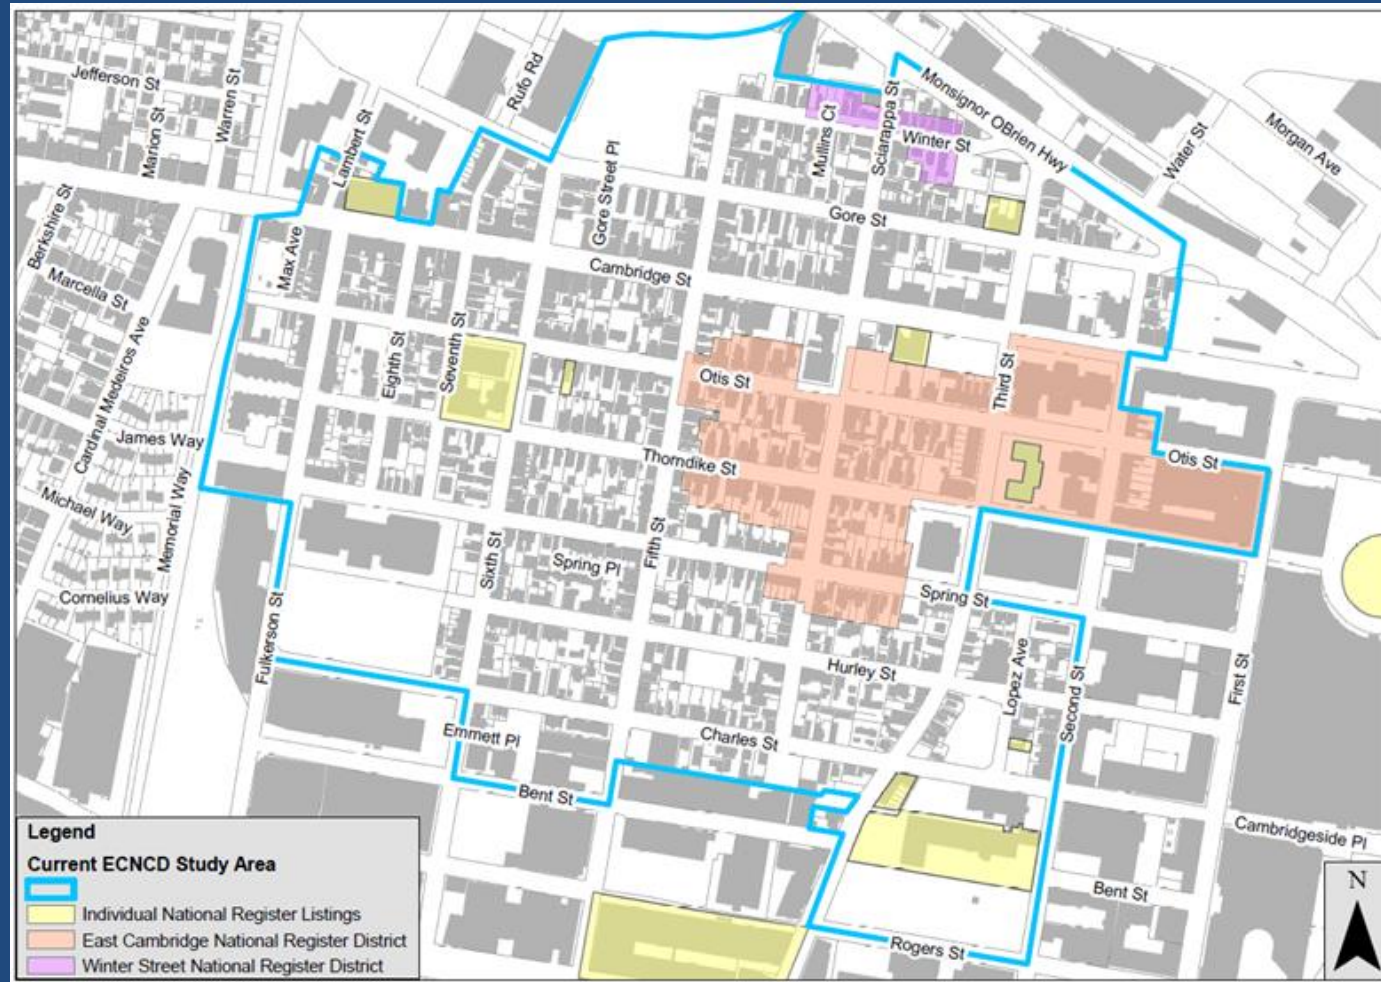 Jefferson St
Marion St
Warren St
Lambert St
Rufo Rd
Gore Street Pl
Mullins Ct
Sciarappa St
Monsignor OBrien Hwy
Winter St
Water St
Morgan Ave
Berkshire St
Marcella St
Max Ave
Gore St
Cambridge St
Cardinal Medeiros Ave
Eighth St
Seventh St
Otis St
Third St
James Way
Memorial Way
Thorndike St
Otis St
Michael Way
Sixth St
Fifth St
Spring Pl
Cornelius Way
Fulkerson St
Spring St
Hurley St
Lopez Ave
Second St
First St
Emmett Pl
Charles St
Bent St
Cambridgeside Pl
Bent St
Rogers St
N
Legend
Current ECNCD Study Area
Individual National Register Listings
East Cambridge National Register District
Winter Street National Register District